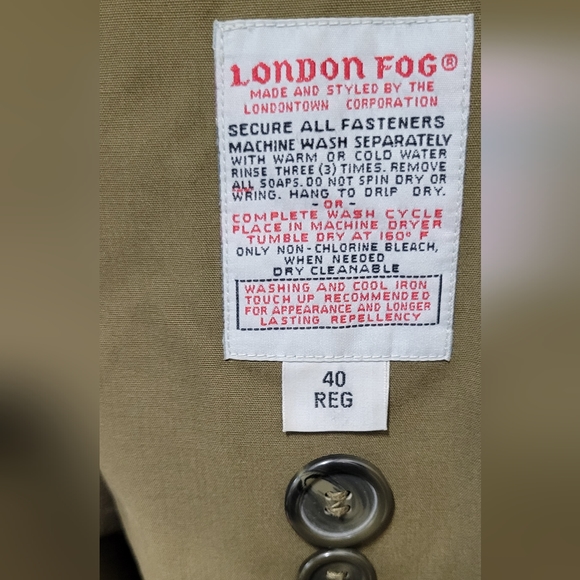 LONDON FOG®
MADE AND STYLED BY THE
LONDONTOWN CORPORATION
SECURE ALL FASTENERS
MACHINE WASH SEPARATELY
WITH WARM OR COLD WATER
RINSE THREE (3) TIMES. REMOVE
ALL SOAPS. DO NOT SPIN DRY OR
WRING. HANG TO DRIP DRY.
- OR -
COMPLETE WASH CYCLE
PLACE IN MACHINE DRYER
TUMBLE DRY AT 160° F
ONLY NON-CHLORINE BLEACH,
WHEN NEEDED
DRY CLEANABLE
WASHING AND COOL IRON
TOUCH UP RECOMMENDED
FOR APPEARANCE AND LONGER
LASTING REPELLENCY
40
REG